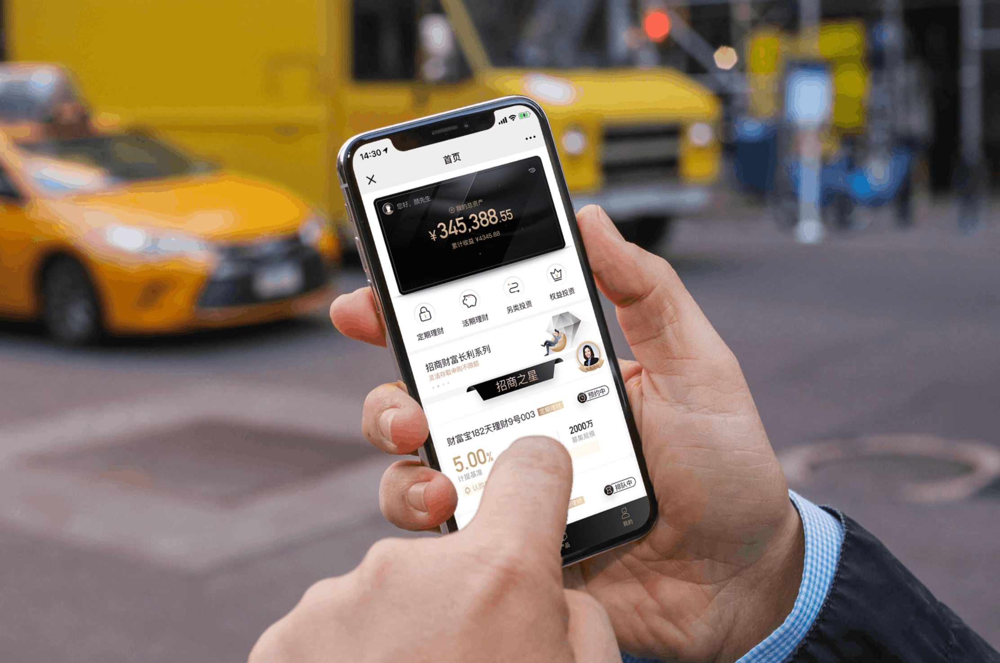 14:30
首页
您好，颜先生
我的总资产
¥345,388.55
累计收益 ¥4345.88
定期理财
活期理财
另类投资
权益投资
招商财富长利系列
灵活存取申购不限额
招商之星
预约中
财富宝182天理财9号003
定期理财
5.00%
计提基准
2000万
募集规模
认购
排队中
期理财
产品
我的